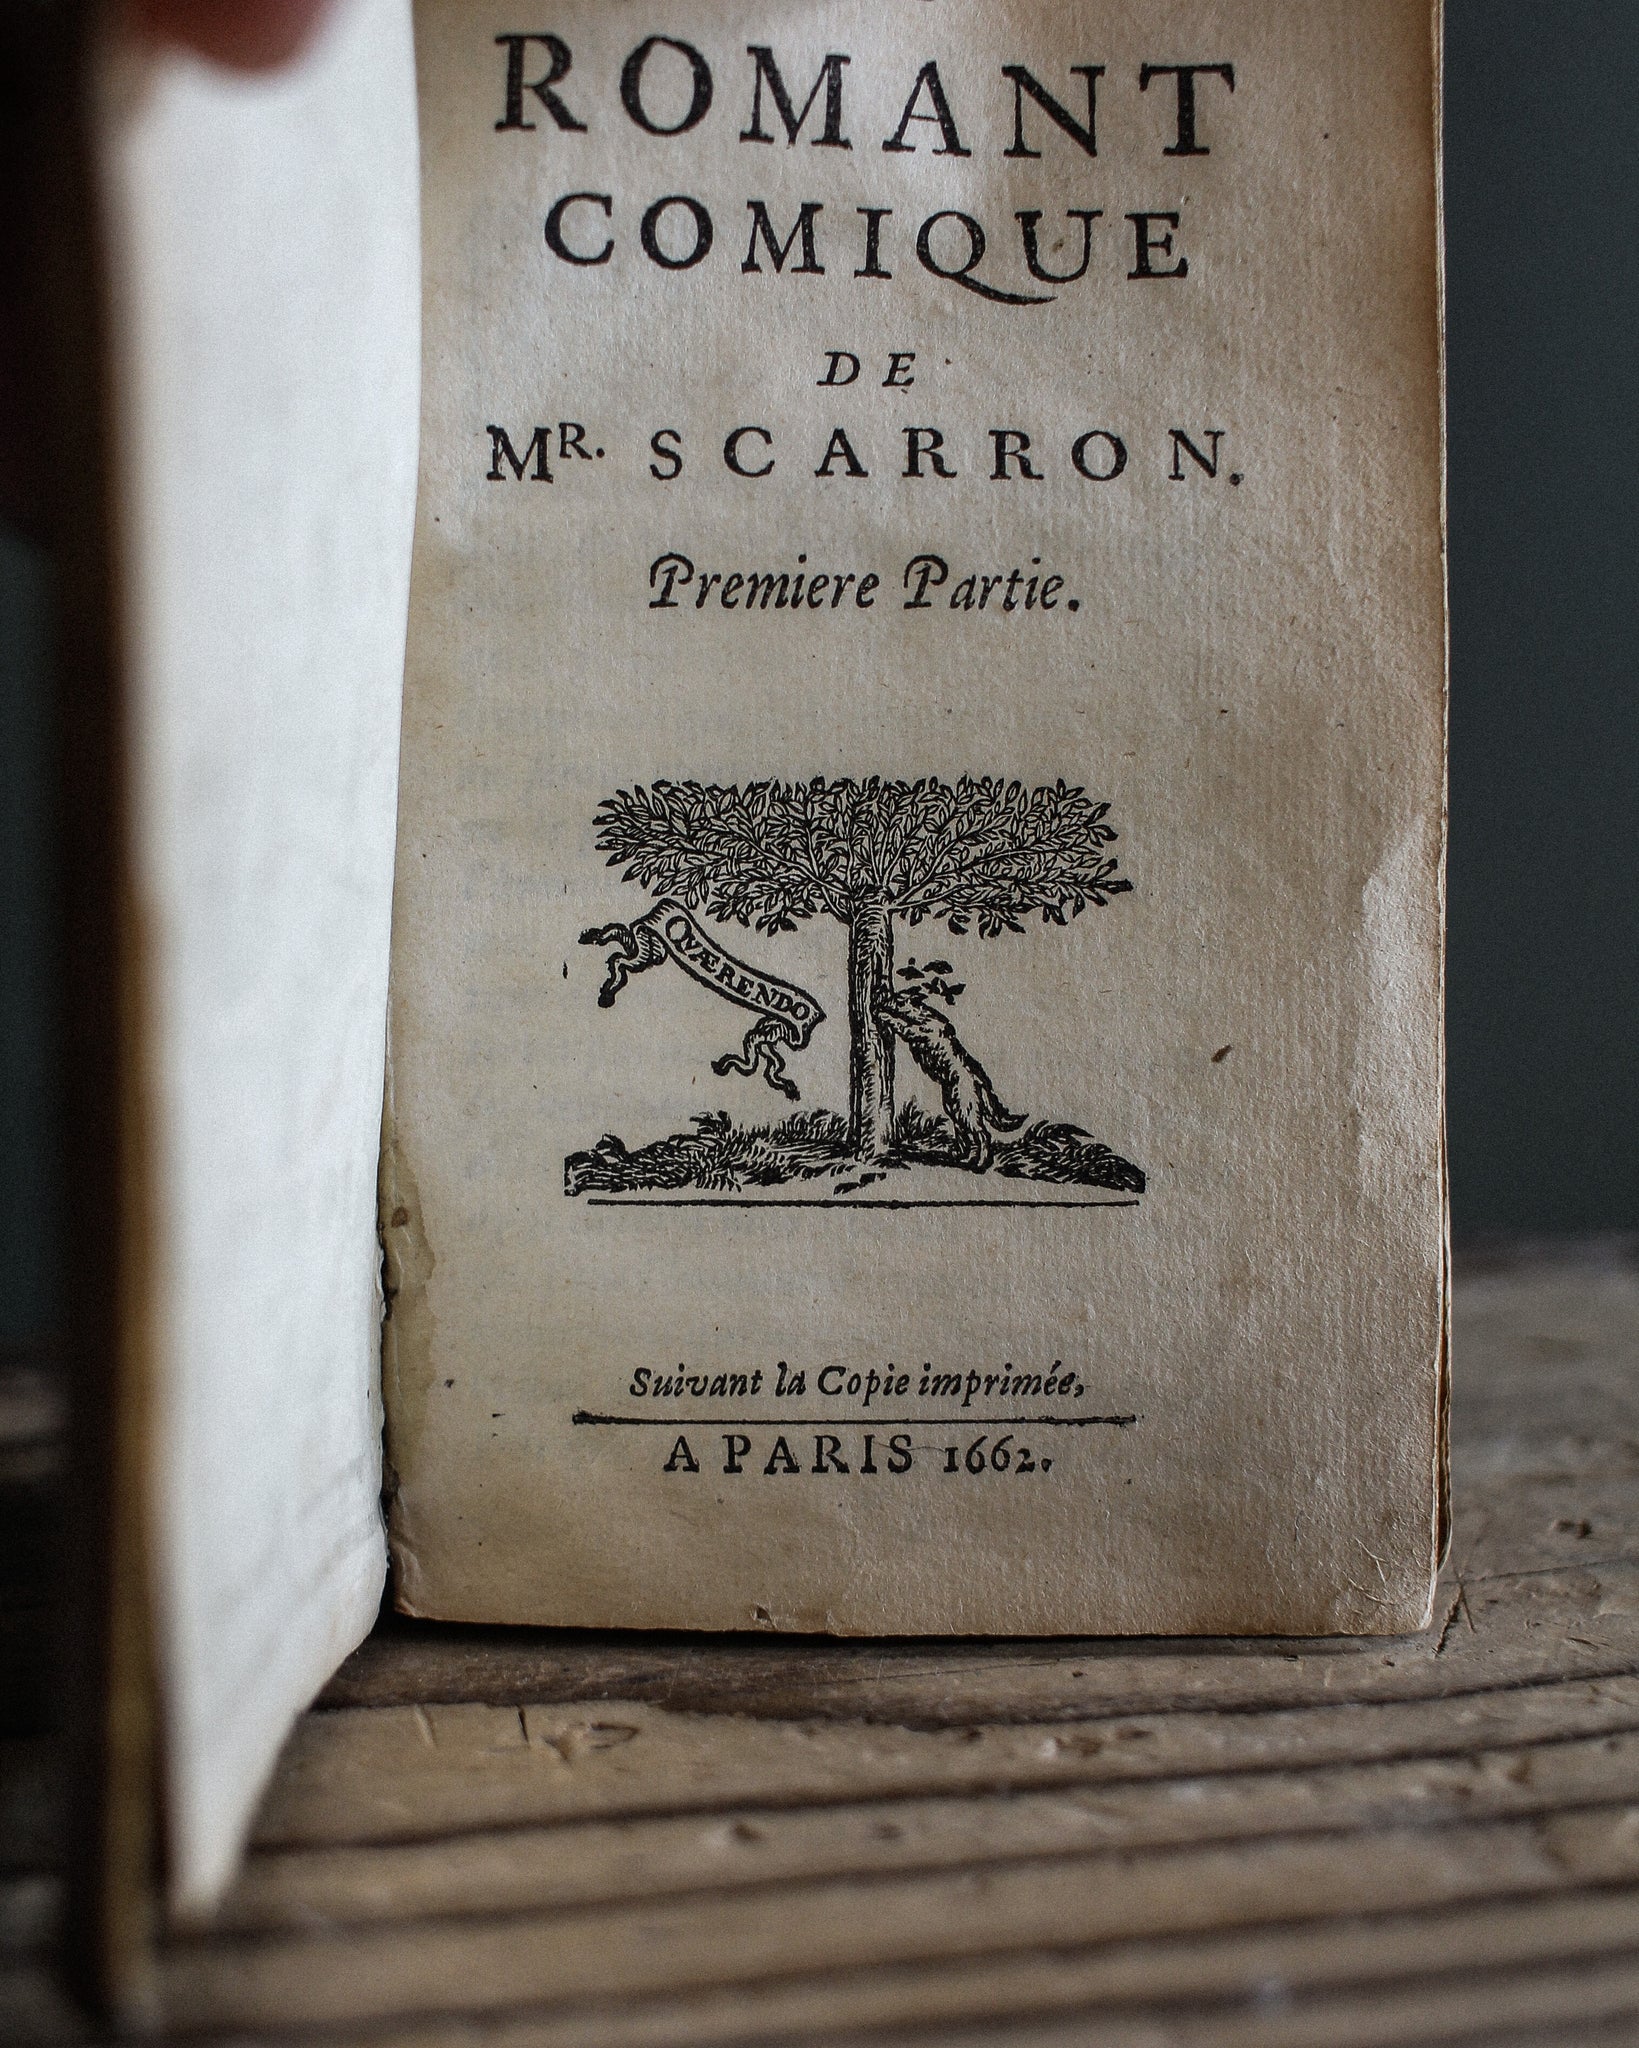 ROMANT
COMIQUE
DE
MR. SCARRON.
Premiere Partie.
QUÆRENDO
Suivant la Copie imprimée,
A PARIS 1662.